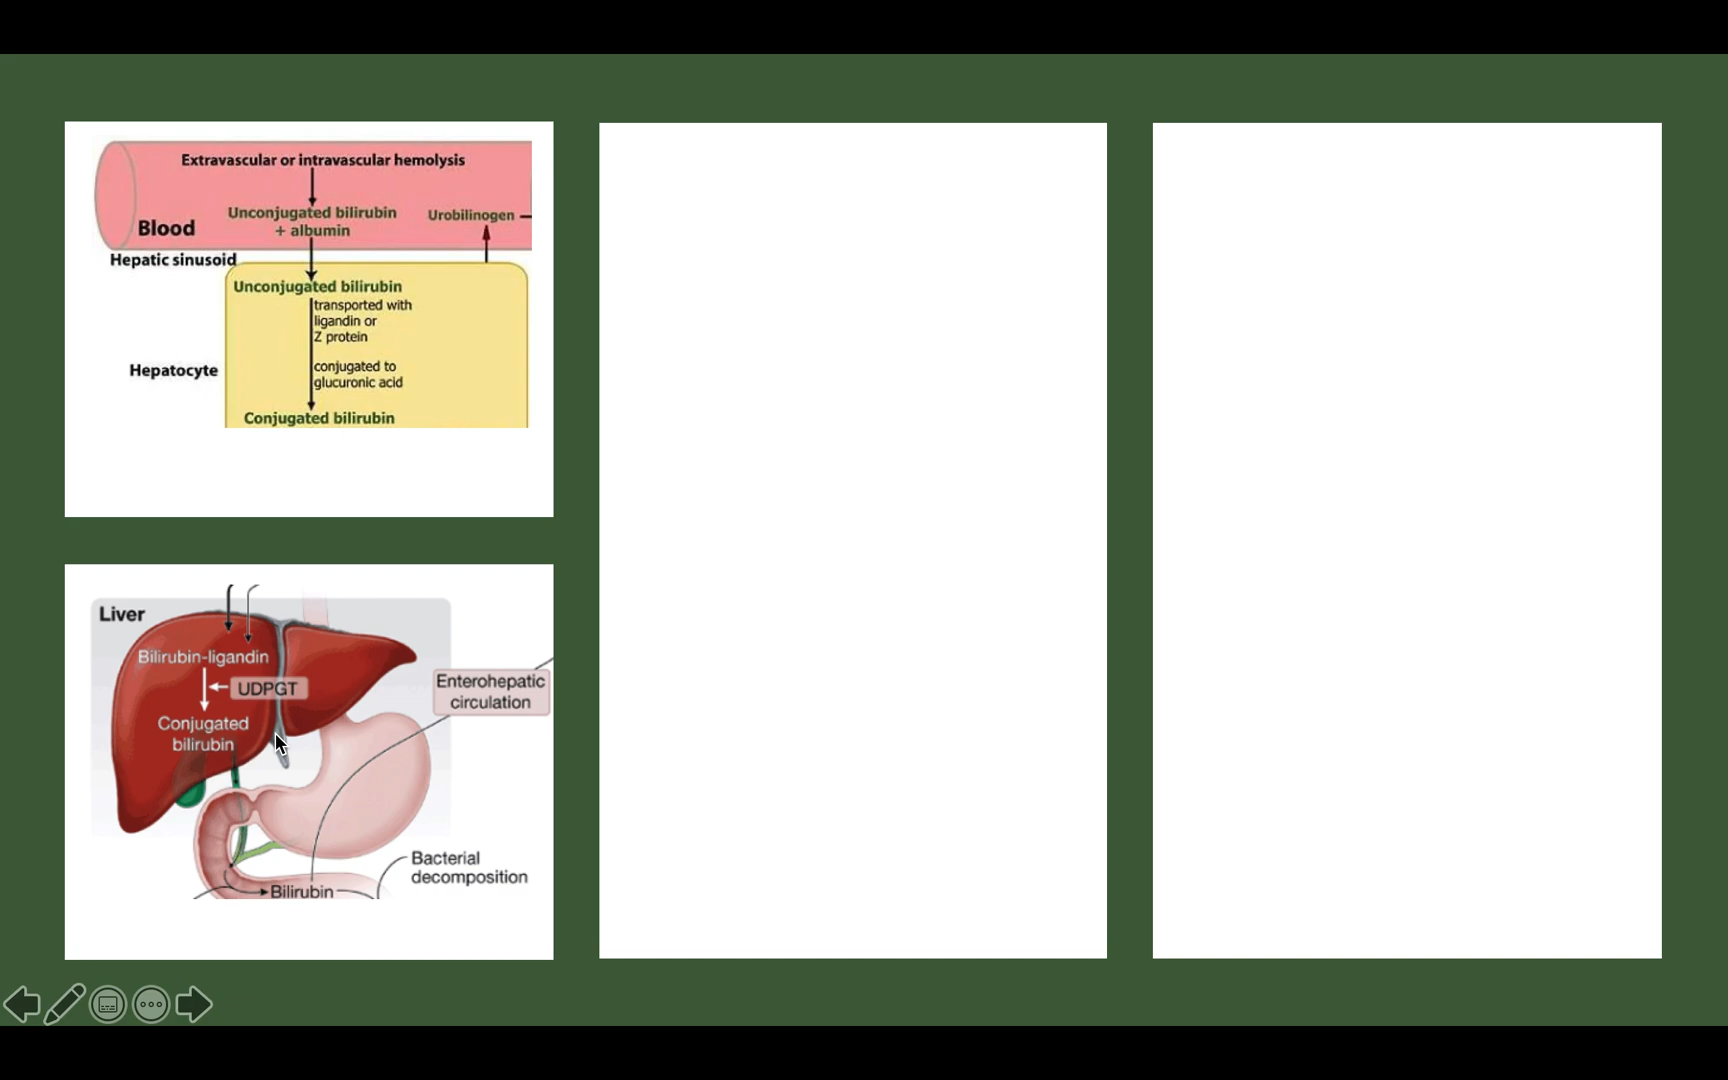 Extravascular or intravascular hemolysis
Unconjugated bilirubin
+ albumin
Urobilinogen
Blood
Hepatic sinusoid
Unconjugated bilirubin
transported with
ligandin or
Z protein
Hepatocyte
conjugated to
glucuronic acid
Conjugated bilirubin
Liver
Bilirubin-ligandin
UDPGT
Conjugated
bilirubin
Enterohepatic
circulation
Bacterial
decomposition
Bilirubin